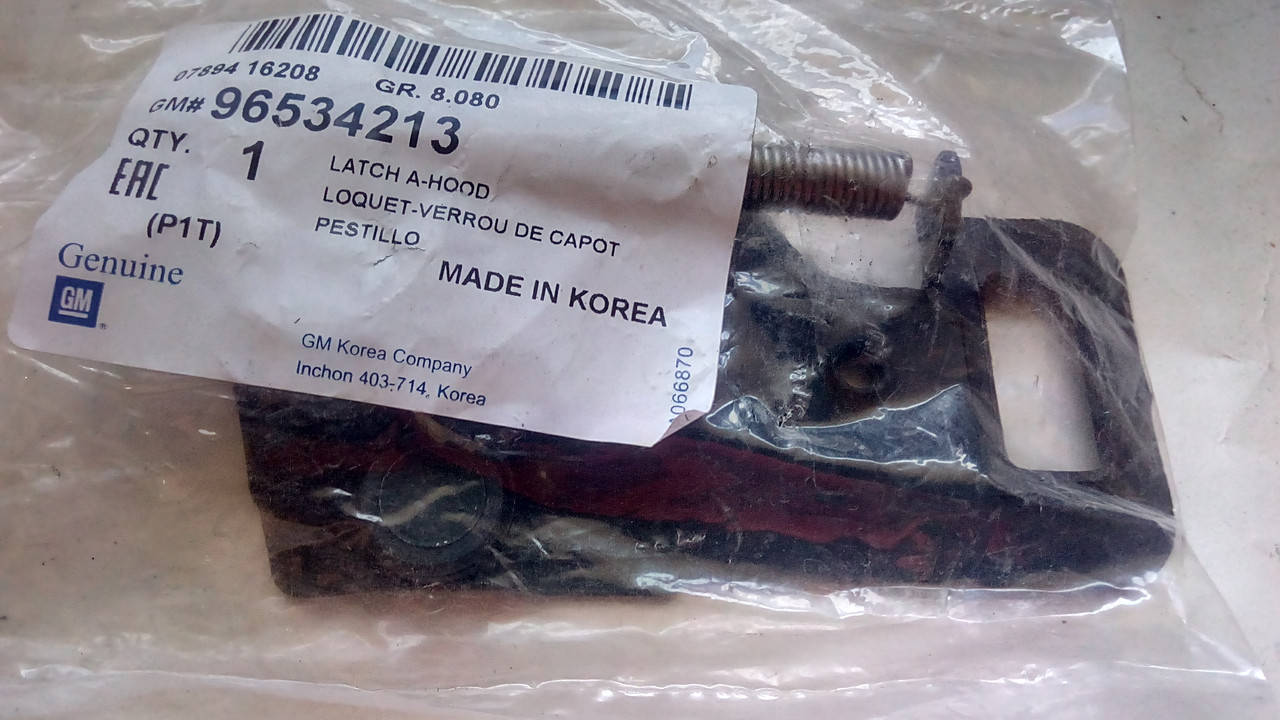 07894 16208
GR. 8.080
GM# 96534213
QTY. 1
LATCH A-HOOD
LOQUET-VERROU DE CAPOT
PESTILLO
EAC
(P1T)
MADE IN KOREA
Genuine
GM
®
GM Korea Company
Inchon 403-714, Korea
066870